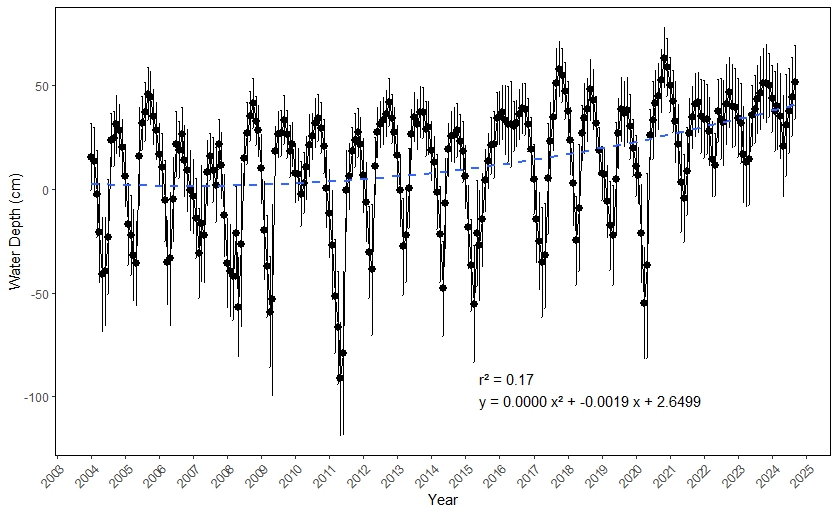 50
0
-50
-100
Water Depth (cm)
r² = 0.17
y = 0.0000 x² + -0.0019 x + 2.6499
2003 2004 2005 2006 2007 2008 2009 2010 2011 2012 2013 2014 2015 2016 2017 2018 2019 2020 2021 2022 2023 2024 2025
Year